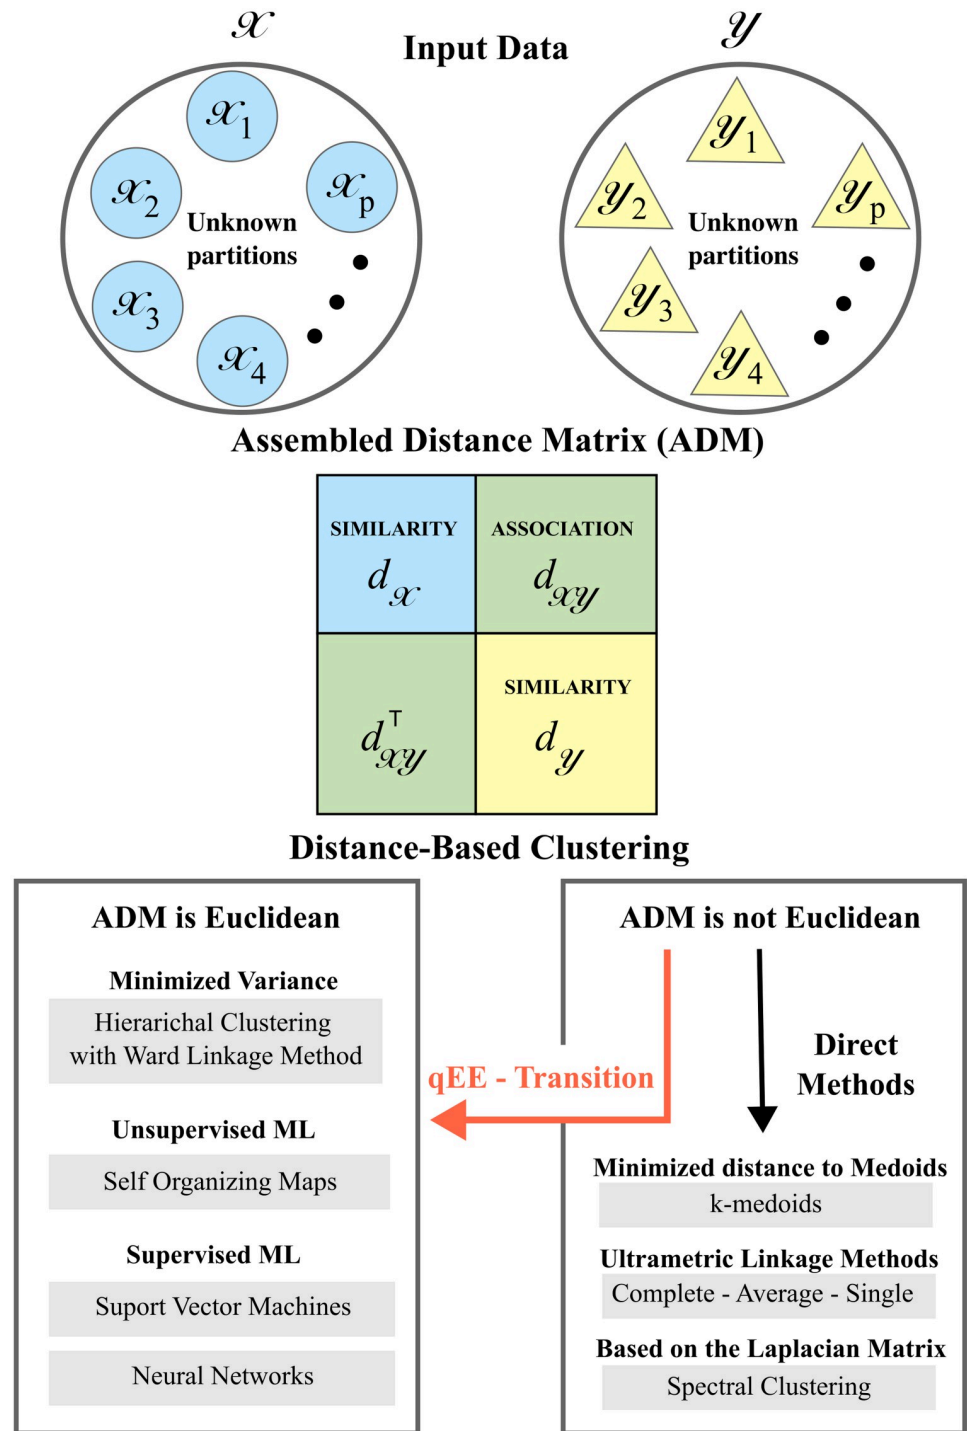 𝒳
Input Data
𝒴
𝒳1
𝒳2
𝒳p
Unknown
partitions
𝒳3
𝒳4
𝒴1
𝒴2
𝒴p
Unknown
partitions
𝒴3
𝒴4
Assembled Distance Matrix (ADM)
SIMILARITY
d𝒳
ASSOCIATION
d𝒳𝒴
d𝒳𝒴⊤
SIMILARITY
d𝒴
Distance-Based Clustering
ADM is Euclidean
Minimized Variance
Hierarichal Clustering
with Ward Linkage Method
Unsupervised ML
Self Organizing Maps
Supervised ML
Suport Vector Machines
Neural Networks
qEE - Transition
ADM is not Euclidean
Direct
Methods
Minimized distance to Medoids
k-medoids
Ultrametric Linkage Methods
Complete - Average - Single
Based on the Laplacian Matrix
Spectral Clustering